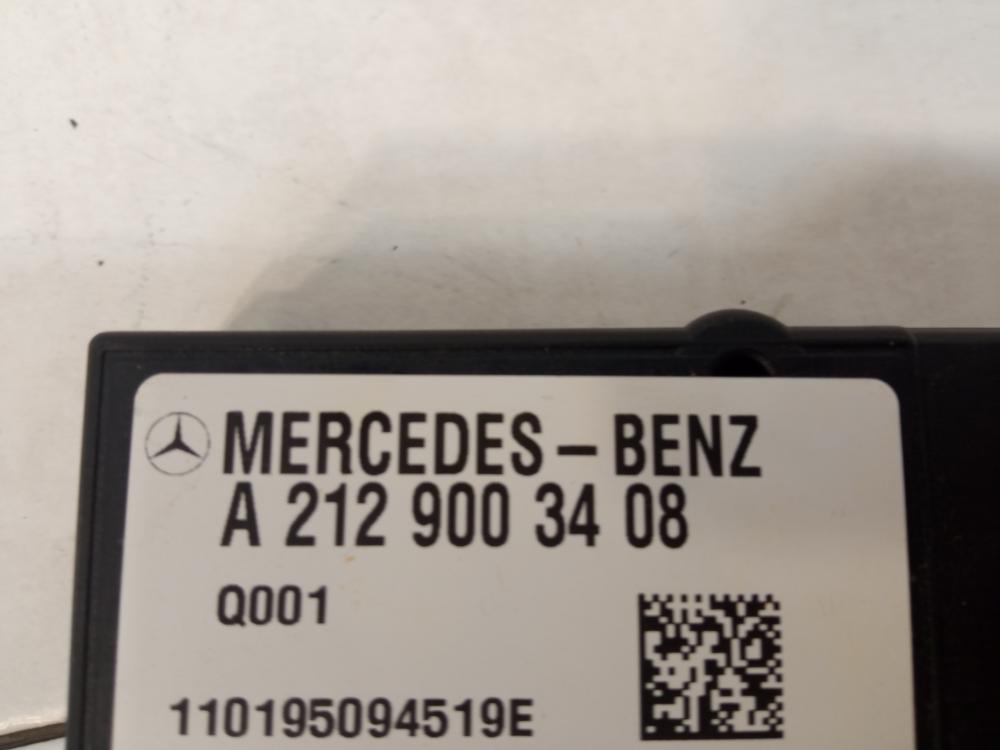 MERCEDES-BENZ
A 212 900 34 08
Q001
110195094519E